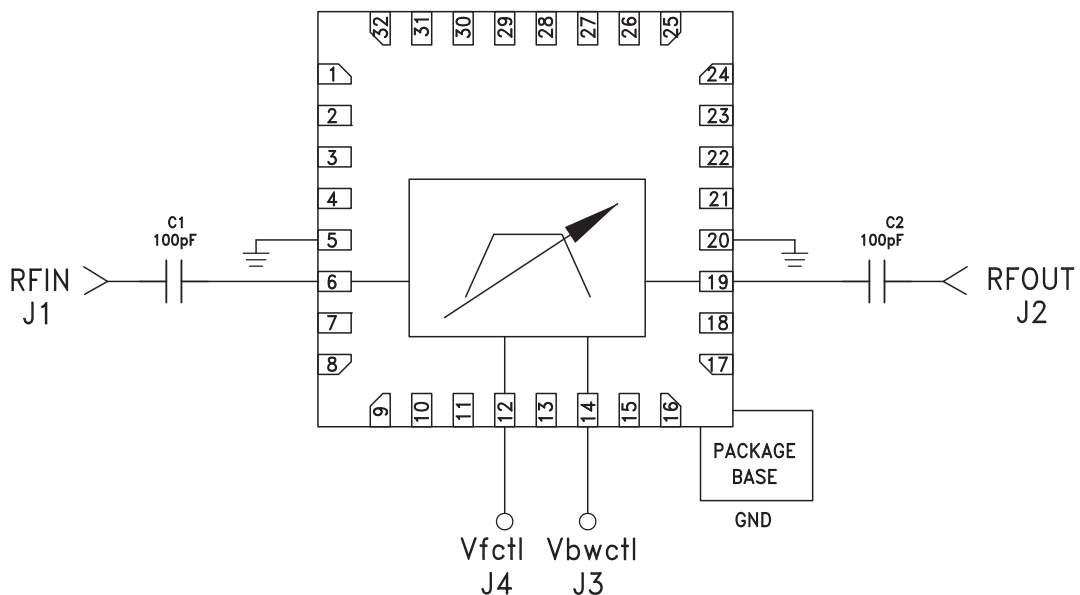 32 31 30 29 28 27 26 25
1
24
2
23
3
22
4
21
C1
100pF
5
20
C2
100pF
RFIN
J1
6
19
RFOUT
J2
7
18
8
17
9 10 11 12 13 14 15 16
PACKAGE
BASE
GND
Vfctl
J4
Vbwctl
J3